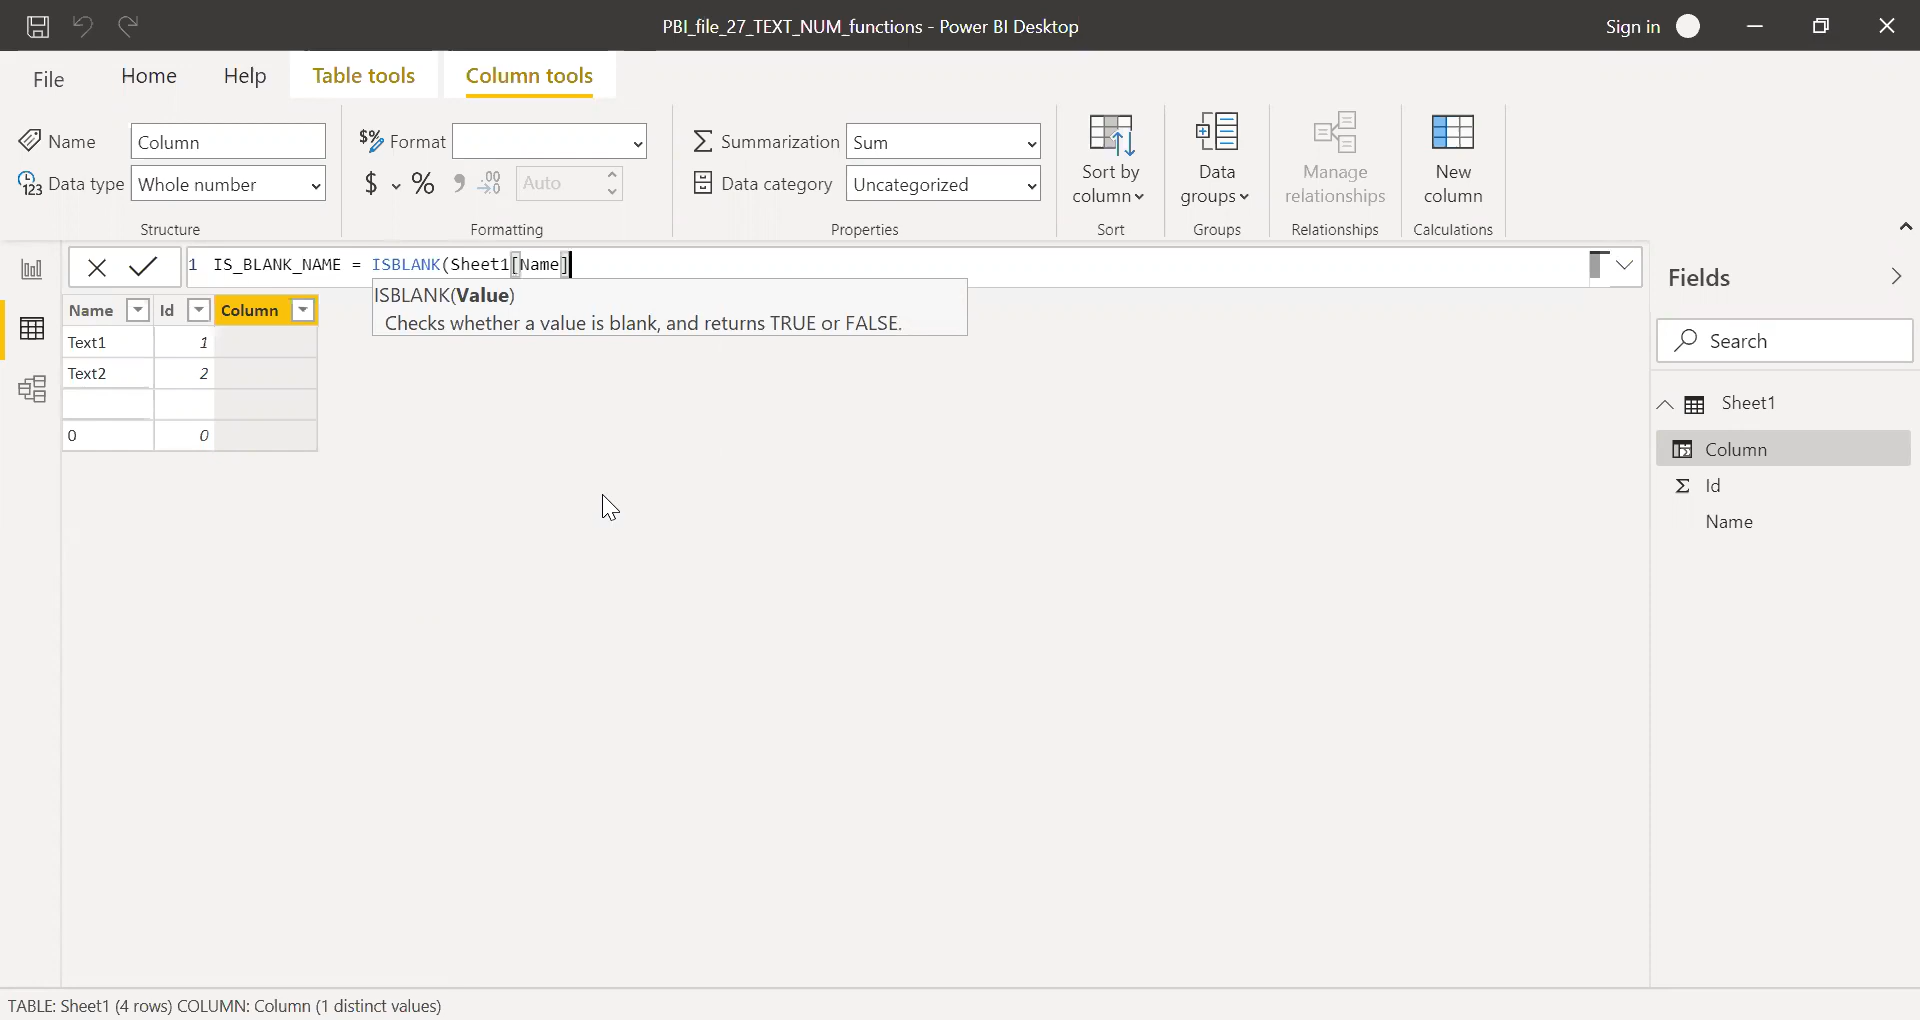 PBI_file_27_TEXT_NUM_functions - Power BI Desktop
Sign in
File Home Help Table tools Column tools
Name Column
Data type Whole number
Structure
$% Format
$ % Auto
Formatting
Summarization Sum
Data category Uncategorized
Properties
Sort by
column
Sort
Data
groups
Groups
Manage
relationships
Relationships
New
column
Calculations
1 IS_BLANK_NAME = ISBLANK(Sheet1[Name]
ISBLANK(Value)
Checks whether a value is blank, and returns TRUE or FALSE.
Name Id Column
Text1 1
Text2 2
0 0
Fields
Search
Sheet1
Column
Id
Name
TABLE: Sheet1 (4 rows) COLUMN: Column (1 distinct values)